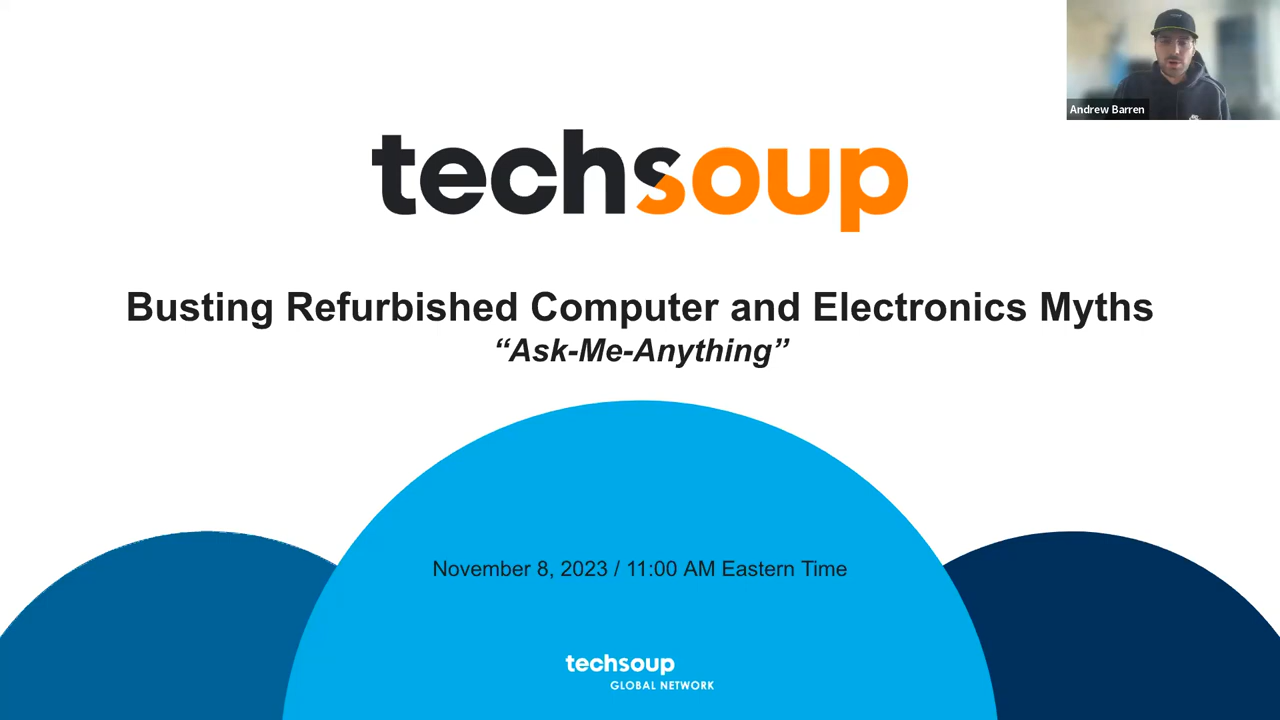 Andrew Barren
techsoup
Busting Refurbished Computer and Electronics Myths
“Ask-Me-Anything”
November 8, 2023 / 11:00 AM Eastern Time
techsoup
GLOBAL NETWORK